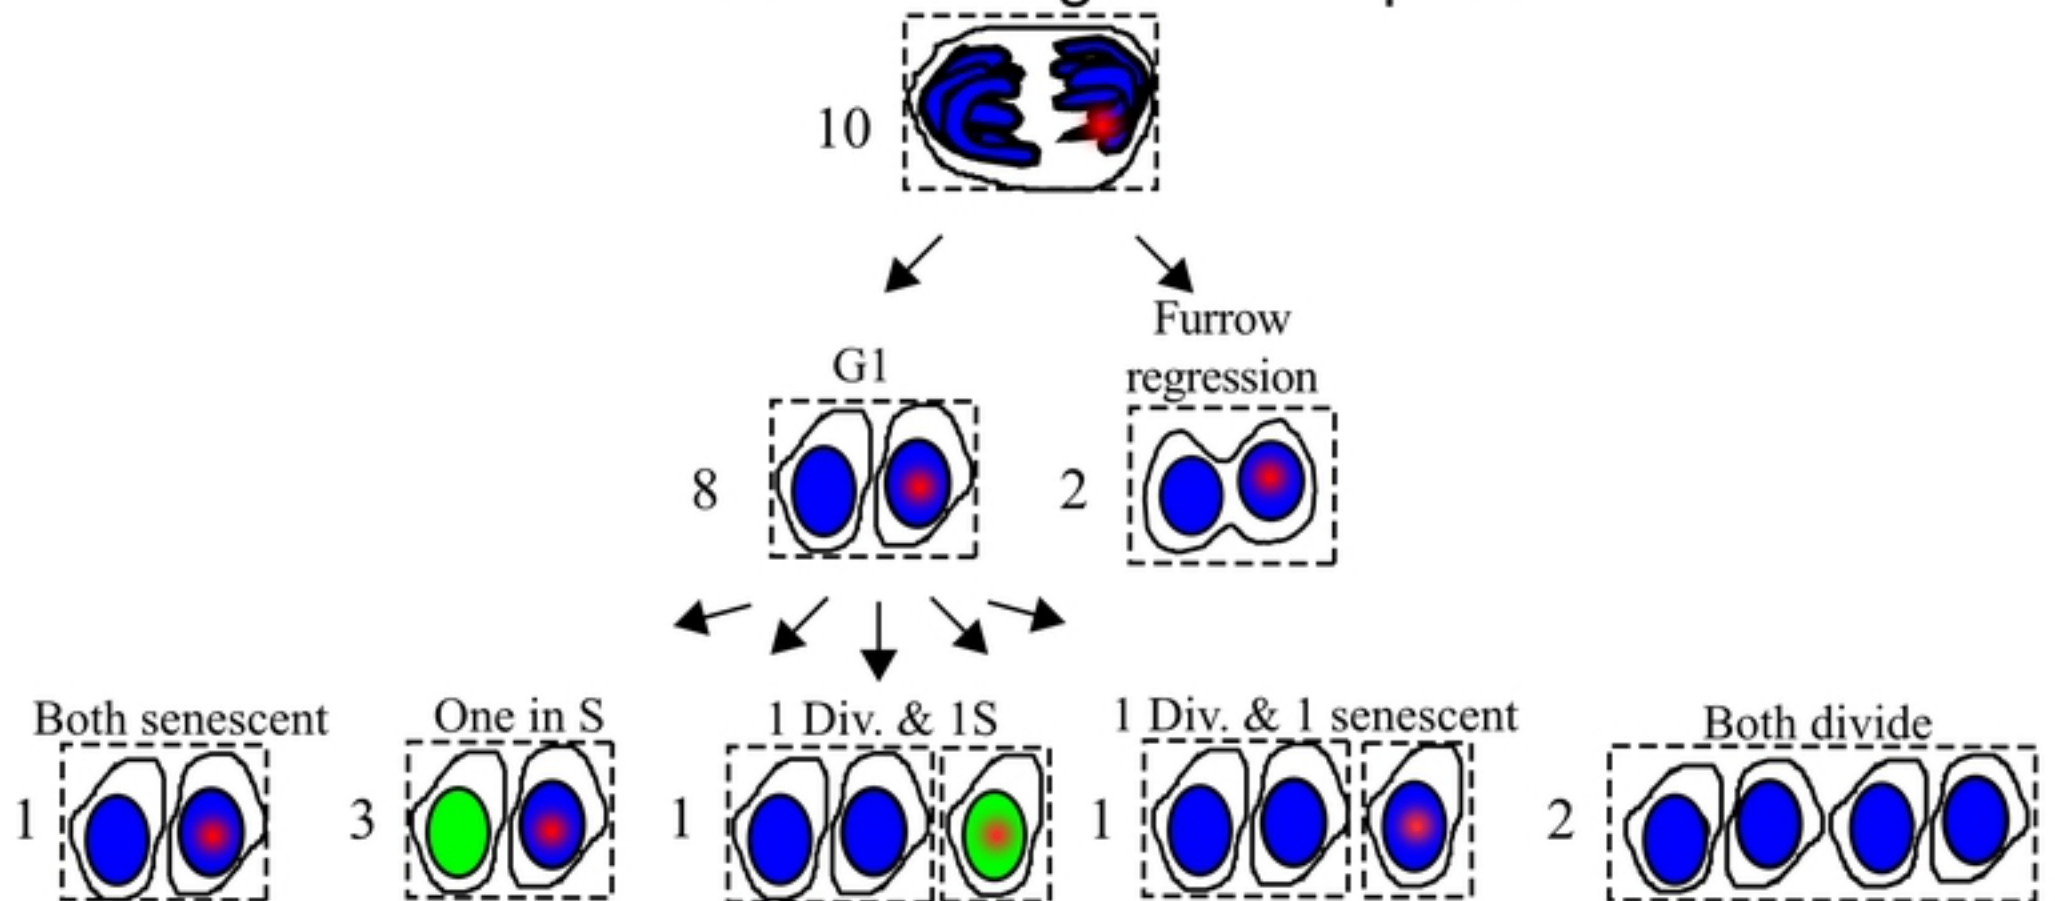 10
Furrow
regression
G1
8
2
Both senescent
One in S
1 Div. & 1S
1 Div. & 1 senescent
Both divide
1
3
1
1
2